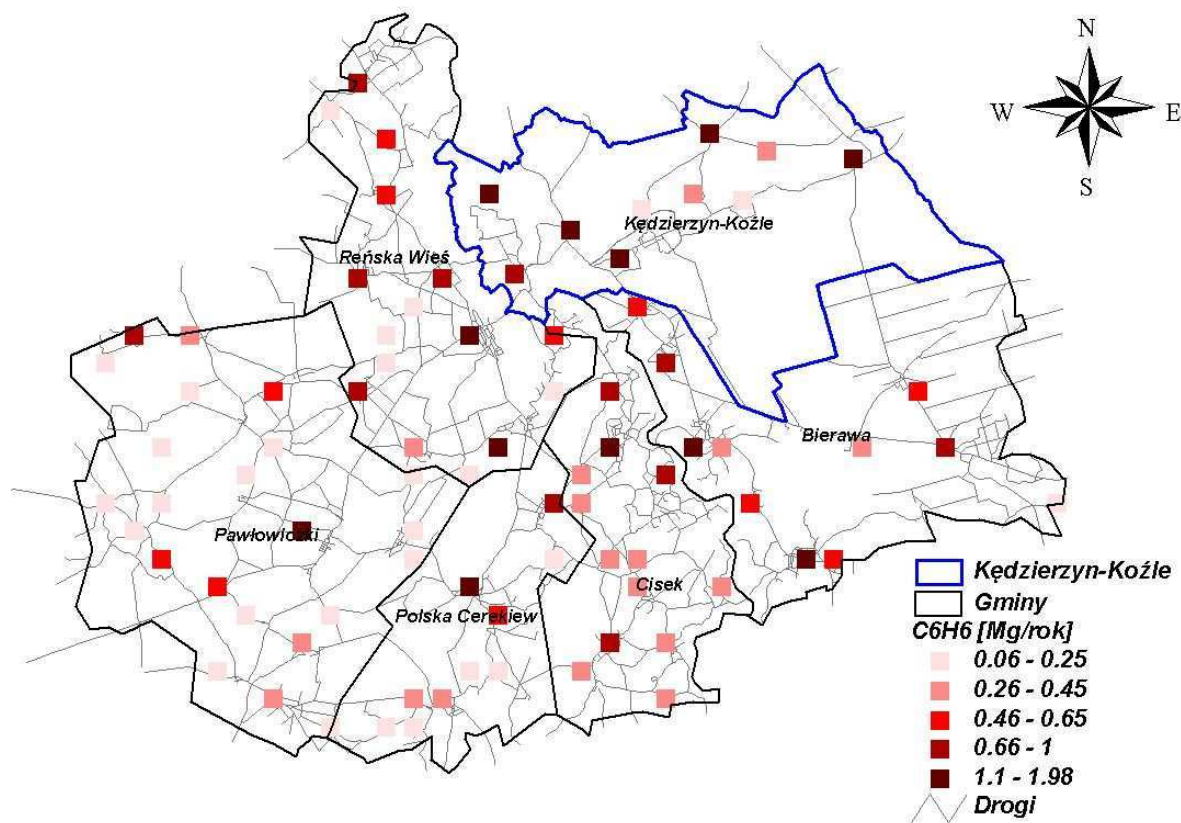 N
W E
S
Kędzierzyn-Koźle
Reńska Wieś
Bierawa
Pawłowiczki
Cisek
Polska Cerekiew
Kędzierzyn-Koźle
Gminy
C6H6 [Mg/rok]
0.06 - 0.25
0.26 - 0.45
0.46 - 0.65
0.66 - 1
1.1 - 1.98
Drogi